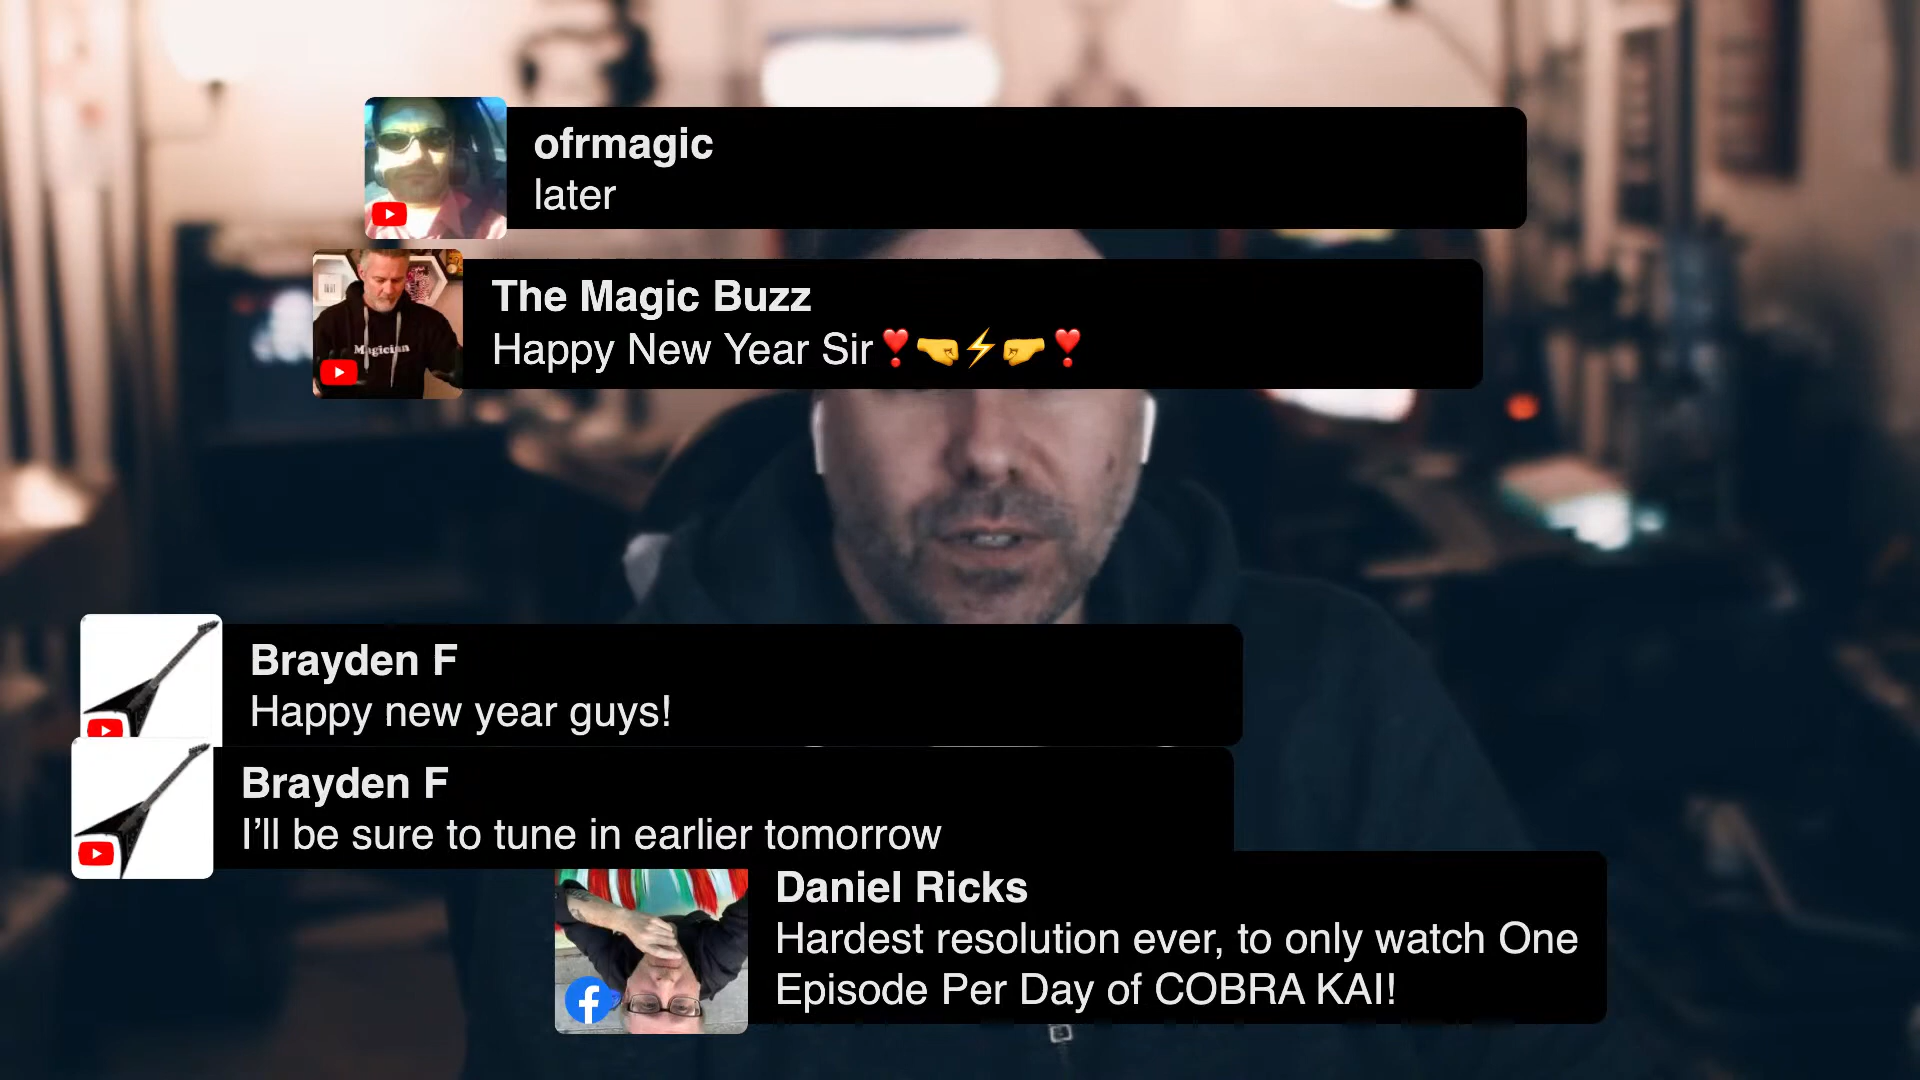 ofrmagic
later
The Magic Buzz
Happy New Year Sir❣️🤜⚡🤛❣️
Magician
Brayden F
Happy new year guys!
Brayden F
I’ll be sure to tune in earlier tomorrow
Daniel Ricks
Hardest resolution ever, to only watch One
Episode Per Day of COBRA KAI!